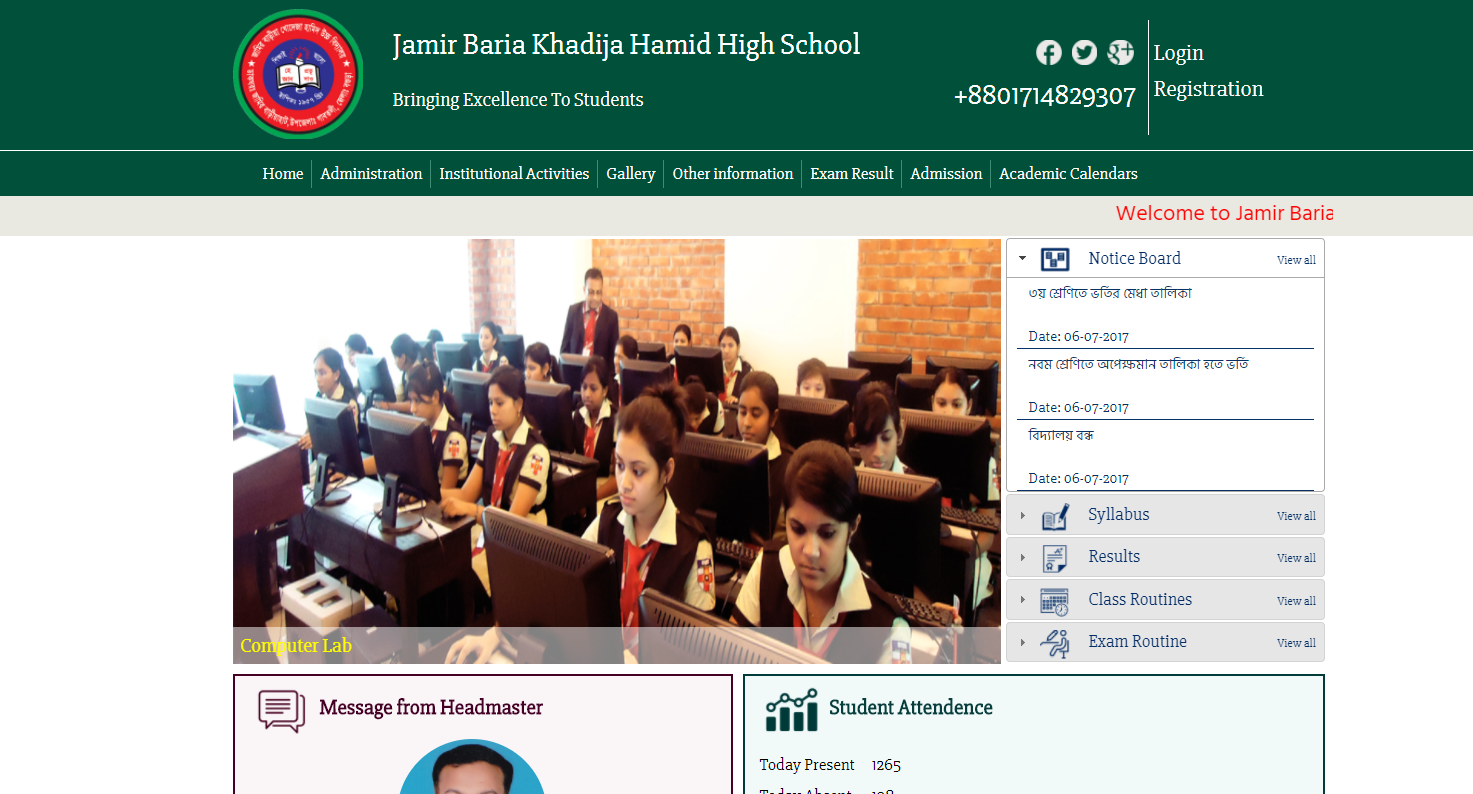 Jamir Baria Khadija Hamid High School
Bringing Excellence To Students
+8801714829307
Login
Registration
Home
Administration
Institutional Activities
Gallery
Other information
Exam Result
Admission
Academic Calendars
Welcome to Jamir Baria
Computer Lab
Notice Board
View all
৩য় শ্রেণিতে ভর্তির মেধা তালিকা
Date: 06-07-2017
নবম শ্রেণিতে অপেক্ষমান তালিকা হতে ভর্তি
Date: 06-07-2017
বিদ্যালয় বন্ধ
Date: 06-07-2017
Syllabus
View all
Results
View all
Class Routines
View all
Exam Routine
View all
Message from Headmaster
Student Attendence
Today Present 1265